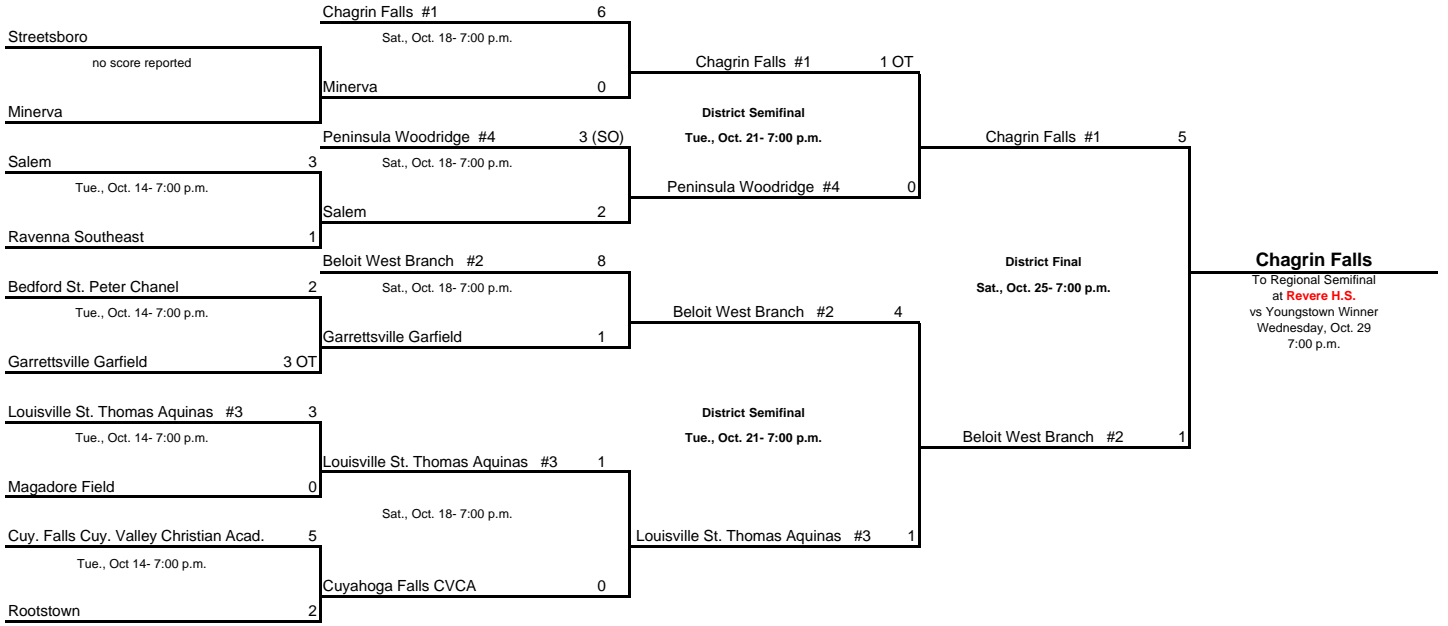 Chagrin Falls #1 6
Streetsboro
Sat., Oct. 18- 7:00 p.m.
no score reported
Chagrin Falls #1 1 OT
Minerva 0
Minerva
District Semifinal
Peninsula Woodridge #4 3 (SO)
Tue., Oct. 21- 7:00 p.m.
Chagrin Falls #1 5
Salem 3
Sat., Oct. 18- 7:00 p.m.
Tue., Oct. 14- 7:00 p.m.
Peninsula Woodridge #4 0
Salem 2
Ravenna Southeast 1
Beloit West Branch #2 8
District Final
Chagrin Falls
Bedford St. Peter Chanel 2
Sat., Oct. 18- 7:00 p.m.
Sat., Oct. 25- 7:00 p.m.
To Regional Semifinal
at Revere H.S.
vs Youngstown Winner
Wednesday, Oct. 29
7:00 p.m.
Tue., Oct. 14- 7:00 p.m.
Beloit West Branch #2 4
Garrettsville Garfield 1
Garrettsville Garfield 3 OT
Louisville St. Thomas Aquinas #3 3
District Semifinal
Tue., Oct. 14- 7:00 p.m.
Tue., Oct. 21- 7:00 p.m.
Beloit West Branch #2 1
Louisville St. Thomas Aquinas #3 1
Magadore Field 0
Sat., Oct. 18- 7:00 p.m.
Cuy. Falls Cuy. Valley Christian Acad. 5
Louisville St. Thomas Aquinas #3 1
Tue., Oct 14- 7:00 p.m.
Cuyahoga Falls CVCA 0
Rootstown 2